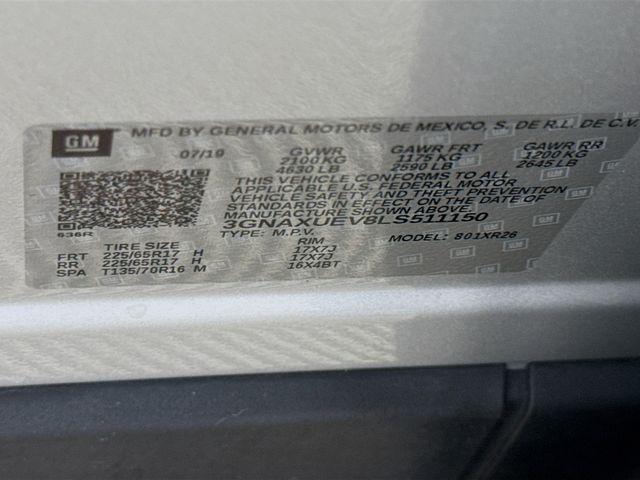 GM MFD BY GENERAL MOTORS DE MEXICO, S. DE R.L. DE C.V.
07/19 GVWR GAWR FRT GAWR RR
2100 KG 1175 KG 1200 KG
4630 LB 2590 LB 2645 LB
THIS VEHICLE CONFORMS TO ALL
APPLICABLE U.S. FEDERAL MOTOR
VEHICLE SAFETY AND THEFT PREVENTION
STANDARDS IN EFFECT ON THE DATE OF
MANUFACTURE SHOWN ABOVE.
3GNAXUEV8LS511150
936R TYPE: M.P.V. MODEL: 801XR26
TIRE SIZE RIM
FRT 225/65R17 H 17X7J
RR 225/65R17 H 17X7J
SPA T135/70R16 M 16X4BT